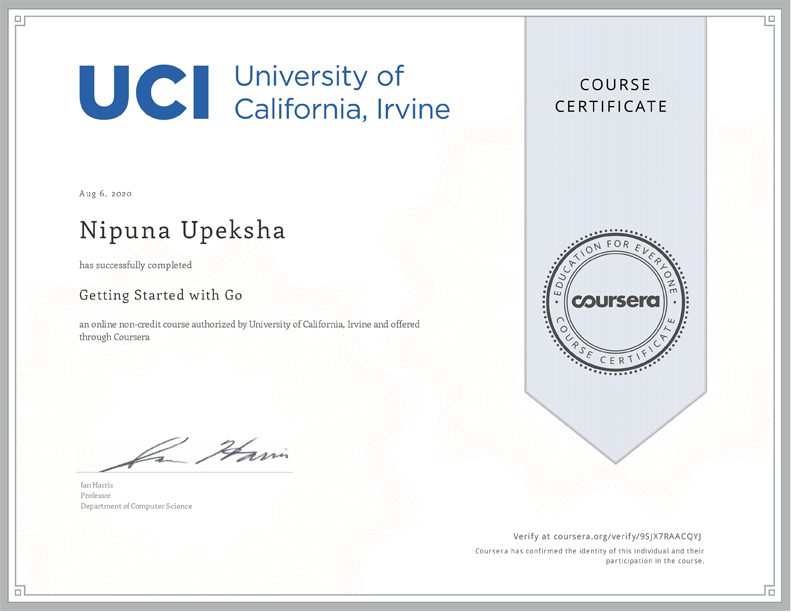 UCI
University of
California, Irvine
COURSE
CERTIFICATE
Aug 6, 2020
Nipuna Upeksha
has successfully completed
Getting Started with Go
an online non-credit course authorized by University of California, Irvine and offered
through Coursera
EDUCATION FOR EVERYONE
coursera
COURSE CERTIFICATE
Ian Harris
Ian Harris
Professor
Department of Computer Science
Verify at coursera.org/verify/9SJX7RAACQYJ
Coursera has confirmed the identity of this individual and their
participation in the course.